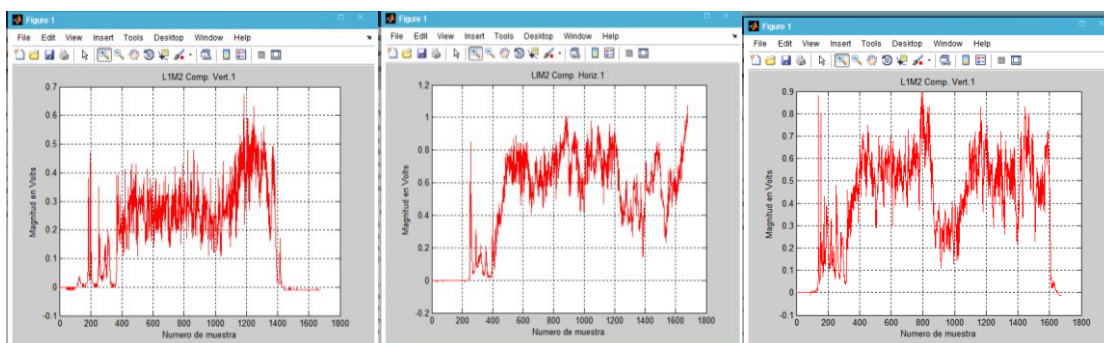 Figure 1
File Edit View Insert Tools Desktop Window Help
L1M2 Comp. Vert.1
0.7
0.6
0.5
0.4
0.3
0.2
0.1
0
-0.1
0 200 400 600 800 1000 1200 1400 1600 1800
Magnitud en Volts
Numero de muestra
Figure 1
File Edit View Insert Tools Desktop Window Help
LIM2 Comp. Horiz.1
1.2
1
0.8
0.6
0.4
0.2
0
-0.2
0 200 400 600 800 1000 1200 1400 1600 1800
Magnitud en Volts
Numero de muestra
Figure 1
File Edit View Insert Tools Desktop Window Help
L1M2 Comp. Vert.1
0.9
0.8
0.7
0.6
0.5
0.4
0.3
0.2
0.1
0
-0.1
0 200 400 600 800 1000 1200 1400 1600 1800
Magnitud en Volts
Numero de muestra